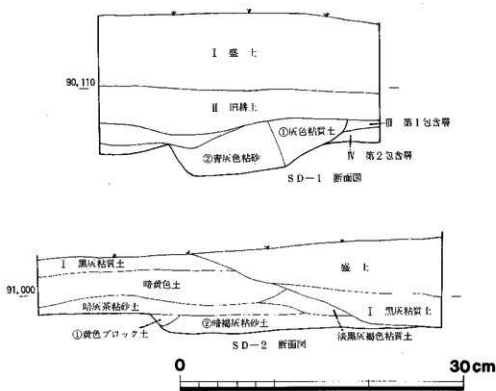 I 盛土
90,110
II 旧耕土
①灰色粘質土
III 第1包含層
②青灰色粘砂
IV 第2包含層
SD-1 断面図
I 黒灰粘質土
盛土
暗黄色土
91,000
暗灰茶粘砂土
I 黒灰粘質土
①黄色ブロック土
②暗褐灰粘砂土
淡黒灰褐色粘質土
SD-2 断面図
0
30cm